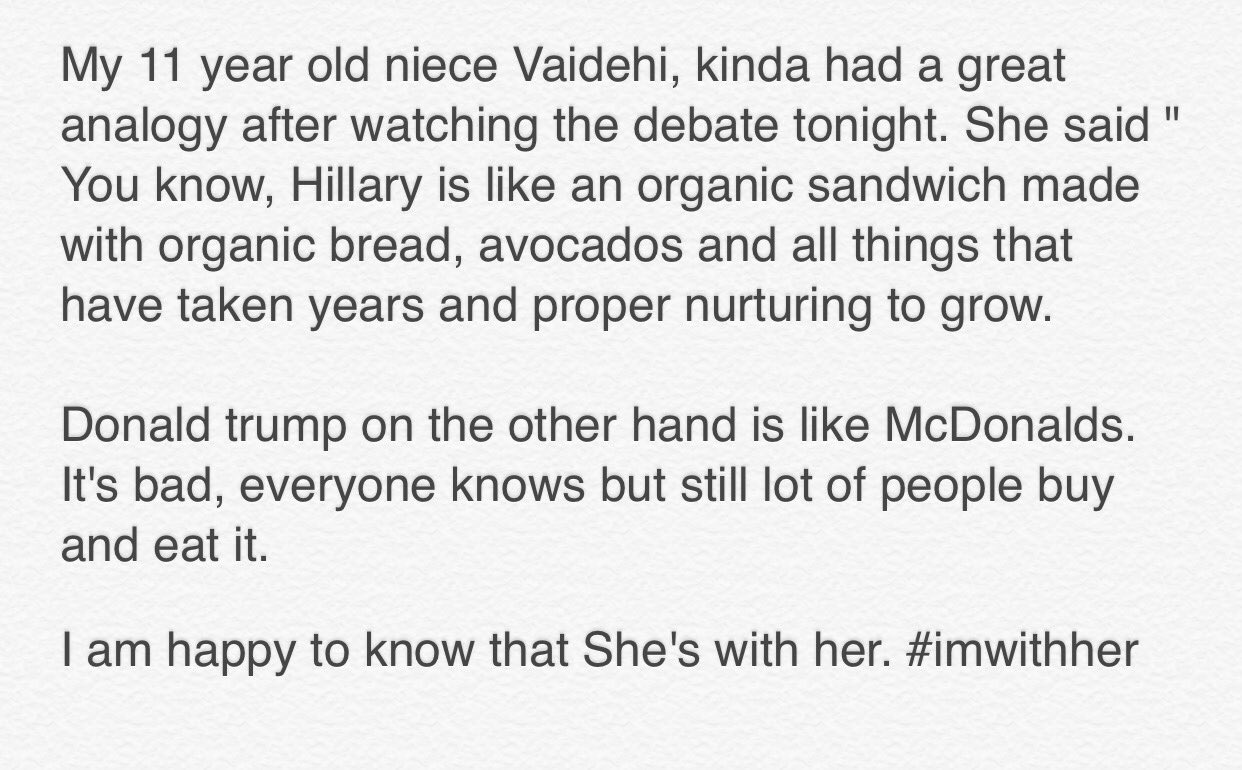 My 11 year old niece Vaidehi, kinda had a great
analogy after watching the debate tonight. She said "
You know, Hillary is like an organic sandwich made
with organic bread, avocados and all things that
have taken years and proper nurturing to grow.
Donald trump on the other hand is like McDonalds.
It's bad, everyone knows but still lot of people buy
and eat it.
I am happy to know that She's with her. #imwithher